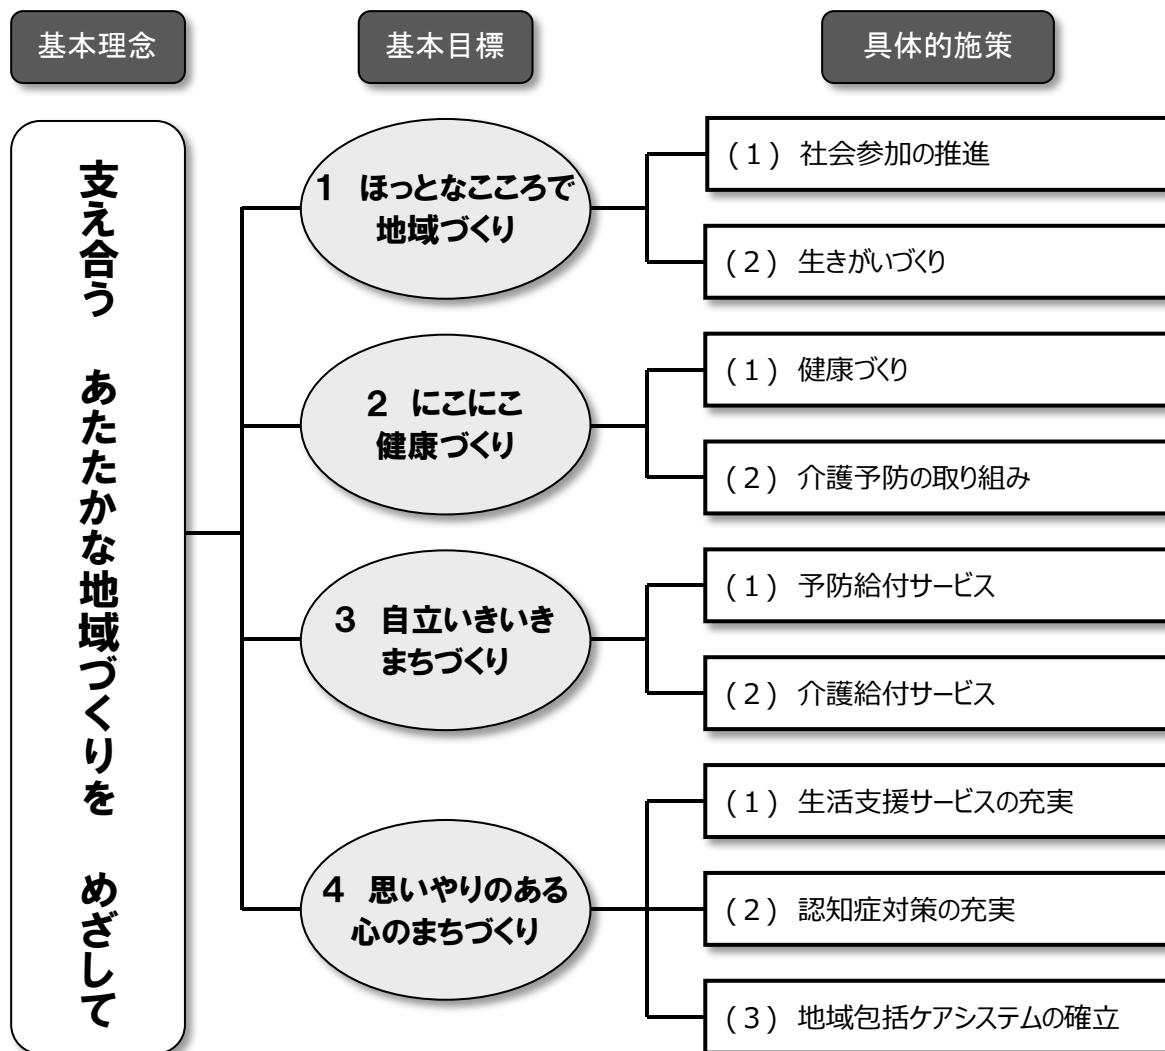 基本理念
基本目標
具体的施策
支え合う　あたたかな地域づくりを　めざして
1　ほっとなこころで
地域づくり
(1) 社会参加の推進
(2) 生きがいづくり
2　にこにこ
健康づくり
(1) 健康づくり
(2) 介護予防の取り組み
3　自立いきいき
まちづくり
(1) 予防給付サービス
(2) 介護給付サービス
4　思いやりのある
心のまちづくり
(1) 生活支援サービスの充実
(2) 認知症対策の充実
(3) 地域包括ケアシステムの確立